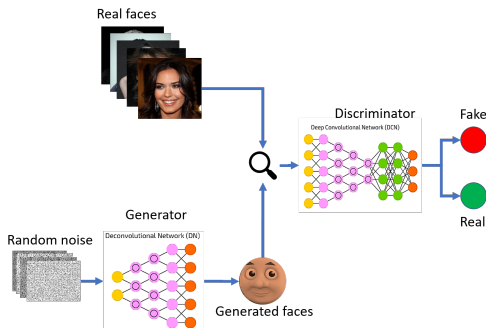 Real faces
Discriminator
Deep Convolutional Network (DCN)
Fake
Real
Generator
Deconvolutional Network (DN)
Random noise
Generated faces